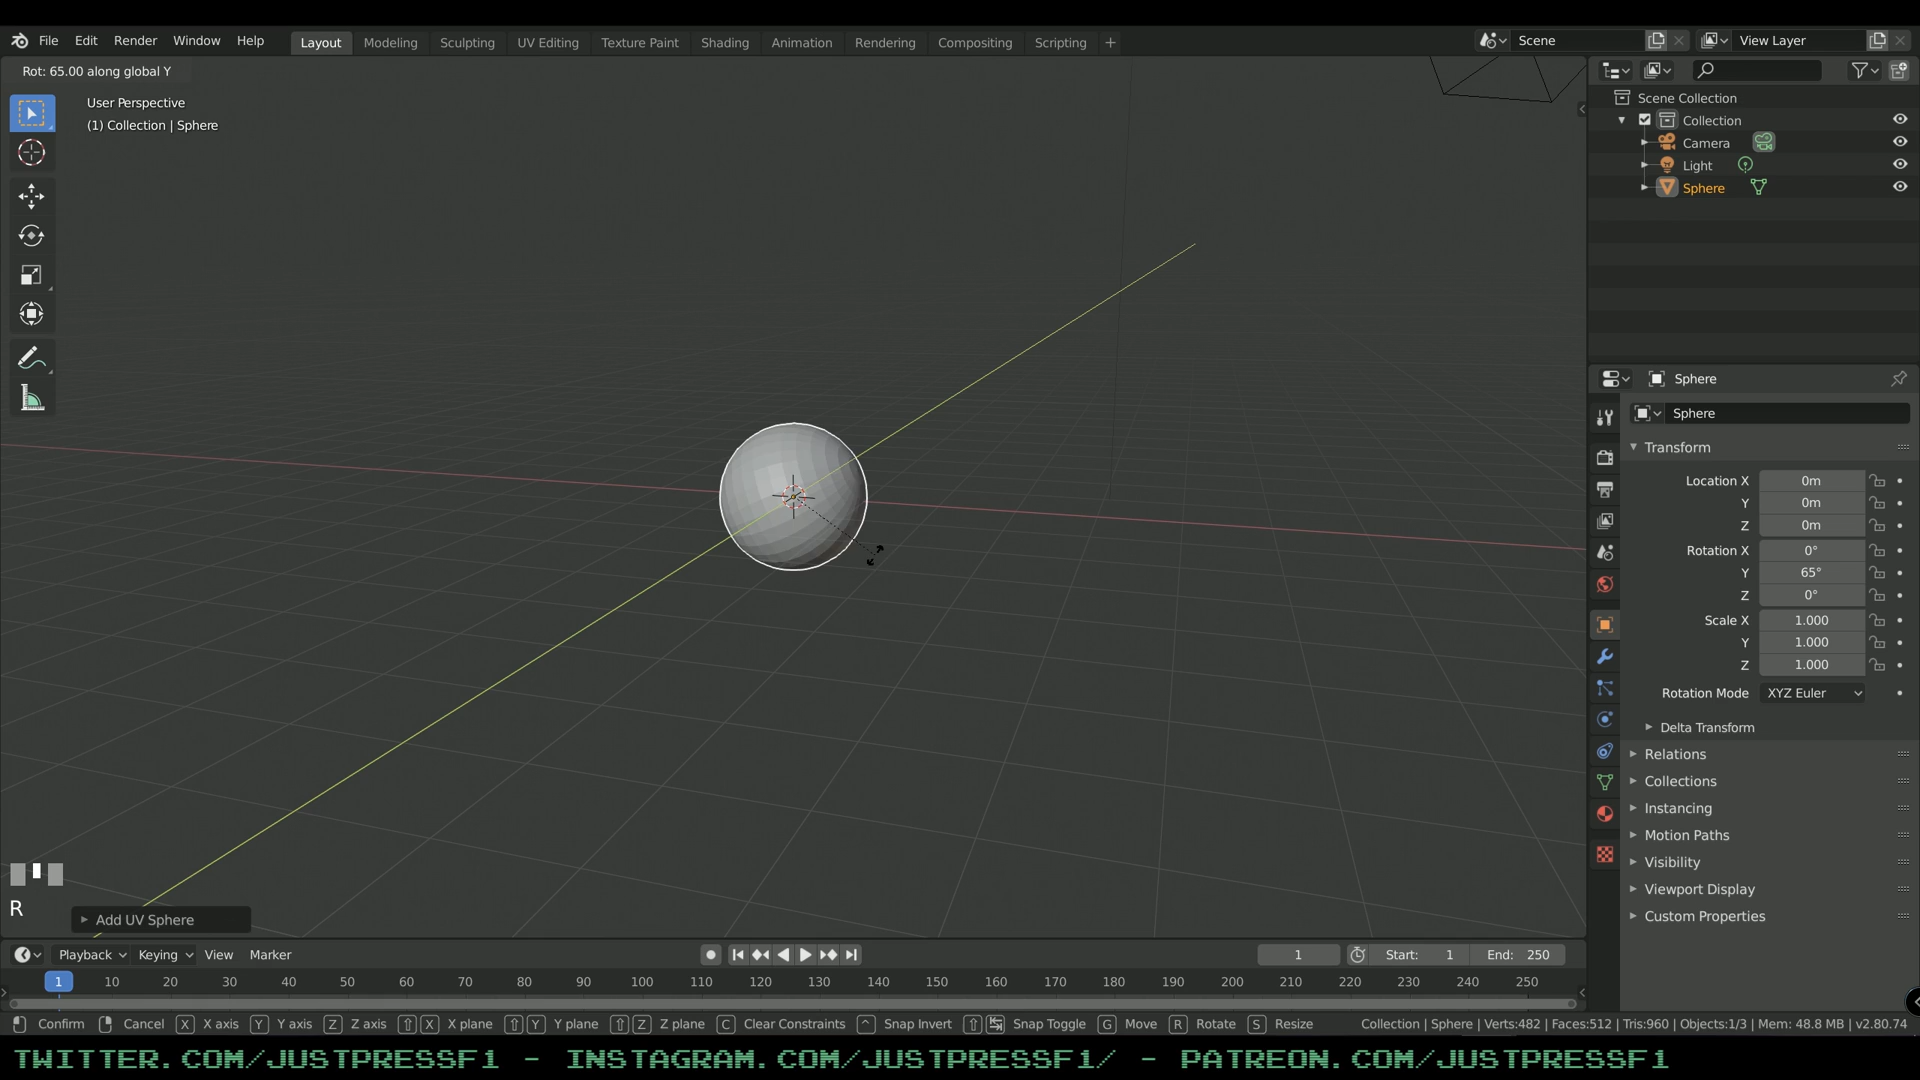 File Edit Render Window Help Layout Modeling Sculpting UV Editing Texture Paint Shading Animation Rendering Compositing Scripting + Scene View Layer
Rot: 65.00 along global Y
User Perspective
(1) Collection | Sphere
Scene Collection
Collection
Camera
Light
Sphere
Sphere
Sphere
Transform
Location X 0m
Y 0m
Z 0m
Rotation X 0°
Y 65°
Z 0°
Scale X 1.000
Y 1.000
Z 1.000
Rotation Mode XYZ Euler
Delta Transform
Relations
Collections
Instancing
Motion Paths
Visibility
Viewport Display
Custom Properties
R
Add UV Sphere
Playback Keying View Marker 1 Start: 1 End: 250
1 10 20 30 40 50 60 70 80 90 100 110 120 130 140 150 160 170 180 190 200 210 220 230 240 250
Confirm Cancel X X axis Y Y axis Z Z axis X X plane Y Y plane Z Z plane C Clear Constraints ^ Snap Invert Snap Toggle G Move R Rotate S Resize Collection | Sphere | Verts:482 | Faces:512 | Tris:960 | Objects:1/3 | Mem: 48.8 MB | v2.80.74
TWITTER.COM/JUSTPRESSF1 - INSTAGRAM.COM/JUSTPRESSF1/ - PATREON.COM/JUSTPRESSF1